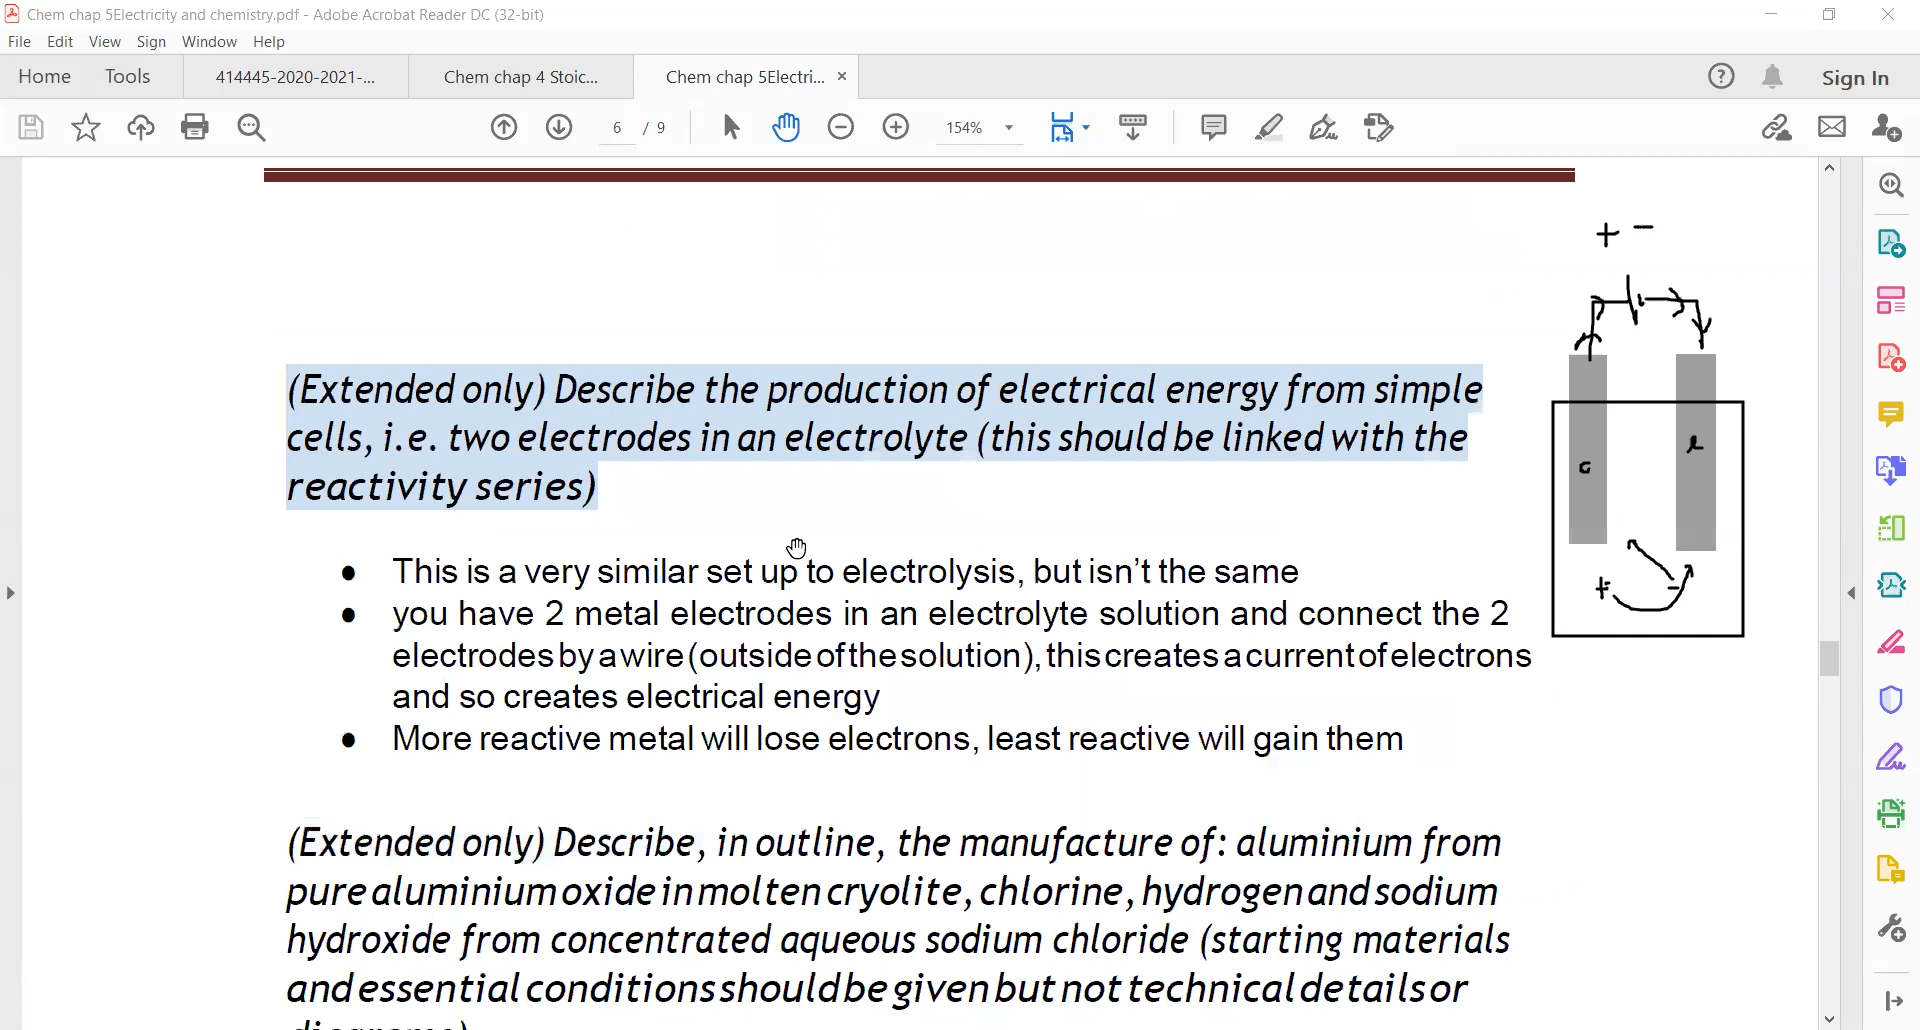 Chem chap 5Electricity and chemistry.pdf - Adobe Acrobat Reader DC (32-bit)
File Edit View Sign Window Help
Home Tools 414445-2020-2021-... Chem chap 4 Stoic... Chem chap 5Electri... × ? Sign In
6 / 9 154%
+ −
(Extended only) Describe the production of electrical energy from simple
cells, i.e. two electrodes in an electrolyte (this should be linked with the
reactivity series)
+ −
• This is a very similar set up to electrolysis, but isn't the same
• you have 2 metal electrodes in an electrolyte solution and connect the 2
electrodes by a wire (outside of the solution), this creates a current of electrons
and so creates electrical energy
• More reactive metal will lose electrons, least reactive will gain them
(Extended only) Describe, in outline, the manufacture of: aluminium from
pure aluminium oxide in molten cryolite, chlorine, hydrogen and sodium
hydroxide from concentrated aqueous sodium chloride (starting materials
and essential conditions should be given but not technical details or